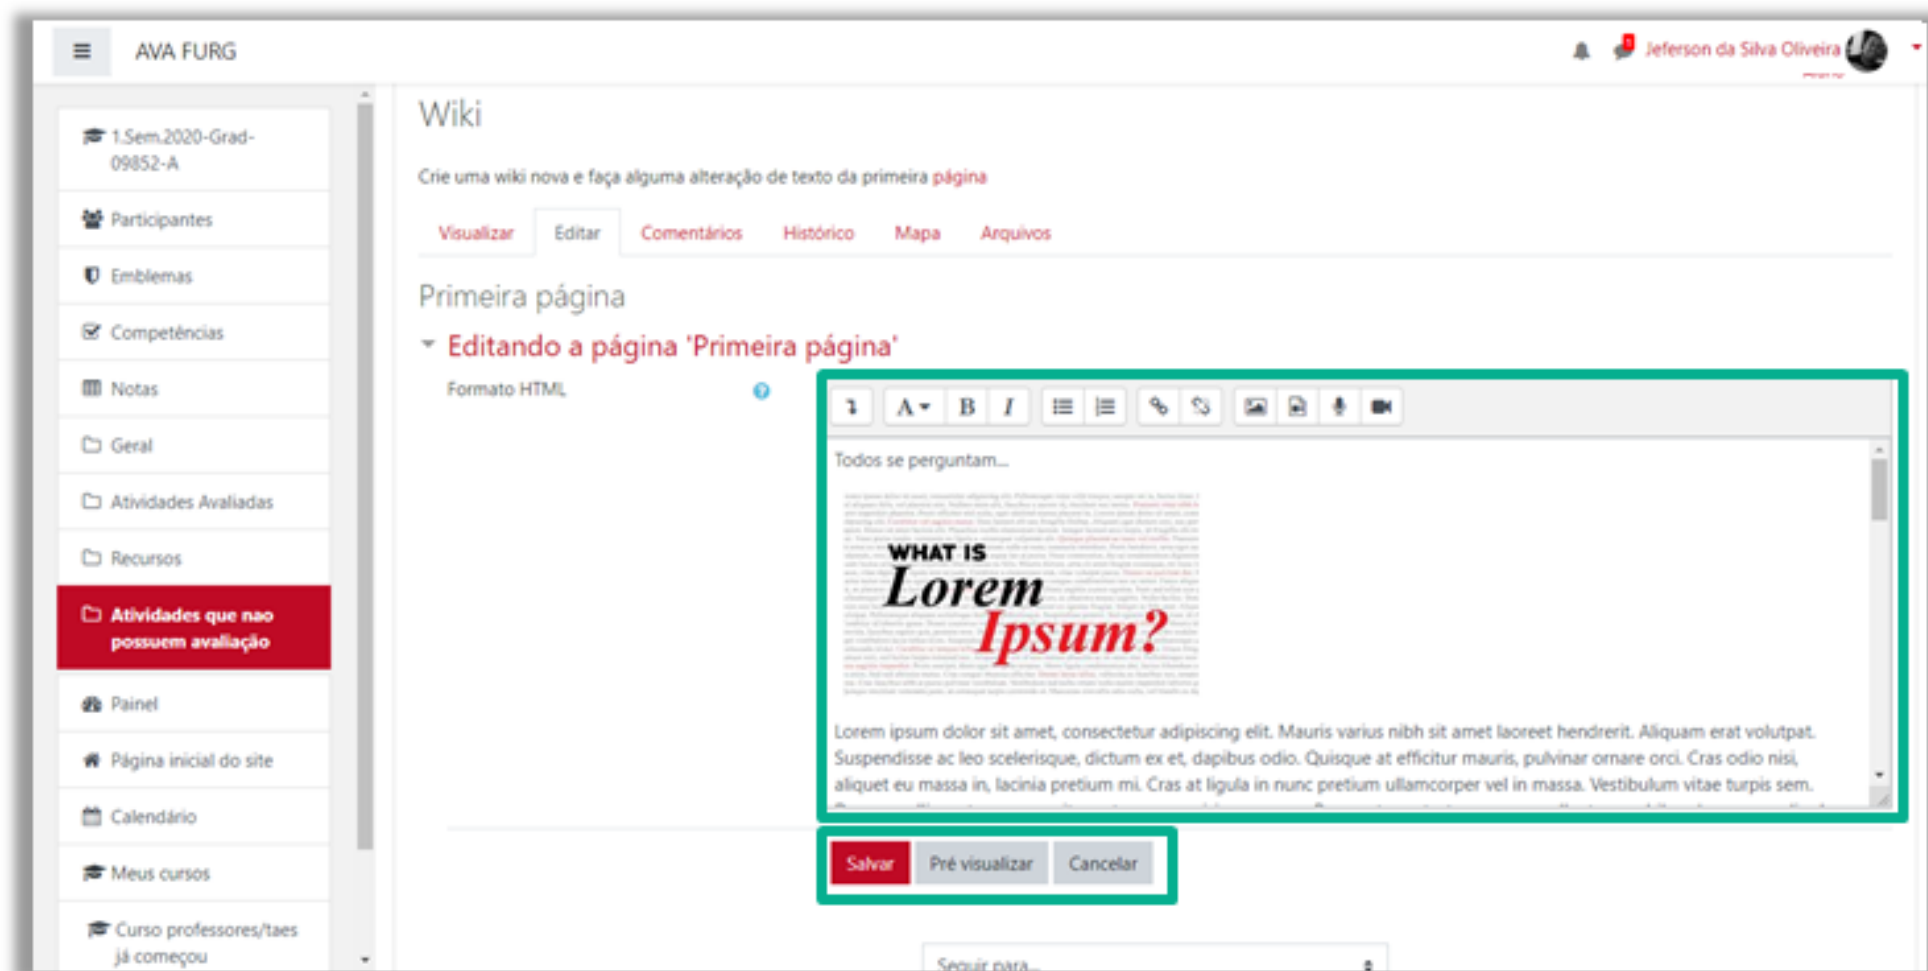 AVA FURG
Jeferson da Silva Oliveira
1.Sem.2020-Grad-
09852-A
Participantes
Emblemas
Competências
Notas
Geral
Atividades Avaliadas
Recursos
Atividades que nao
possuem avaliação
Painel
Página inicial do site
Calendário
Meus cursos
Curso professores/taes
já começou
Wiki
Crie uma wiki nova e faça alguma alteração de texto da primeira página
Visualizar Editar Comentários Histórico Mapa Arquivos
Primeira página
Editando a página 'Primeira página'
Formato HTML
A B I
Todos se perguntam...
WHAT IS
Lorem
Ipsum?
Lorem ipsum dolor sit amet, consectetur adipiscing elit. Mauris varius nibh sit amet laoreet hendrerit. Aliquam erat volutpat.
Suspendisse ac leo scelerisque, dictum ex et, dapibus odio. Quisque at efficitur mauris, pulvinar ornare orci. Cras odio nisi,
aliquet eu massa in, lacinia pretium mi. Cras at ligula in nunc pretium ullamcorper vel in massa. Vestibulum vitae turpis sem.
Salvar Pré visualizar Cancelar
Seguir para...